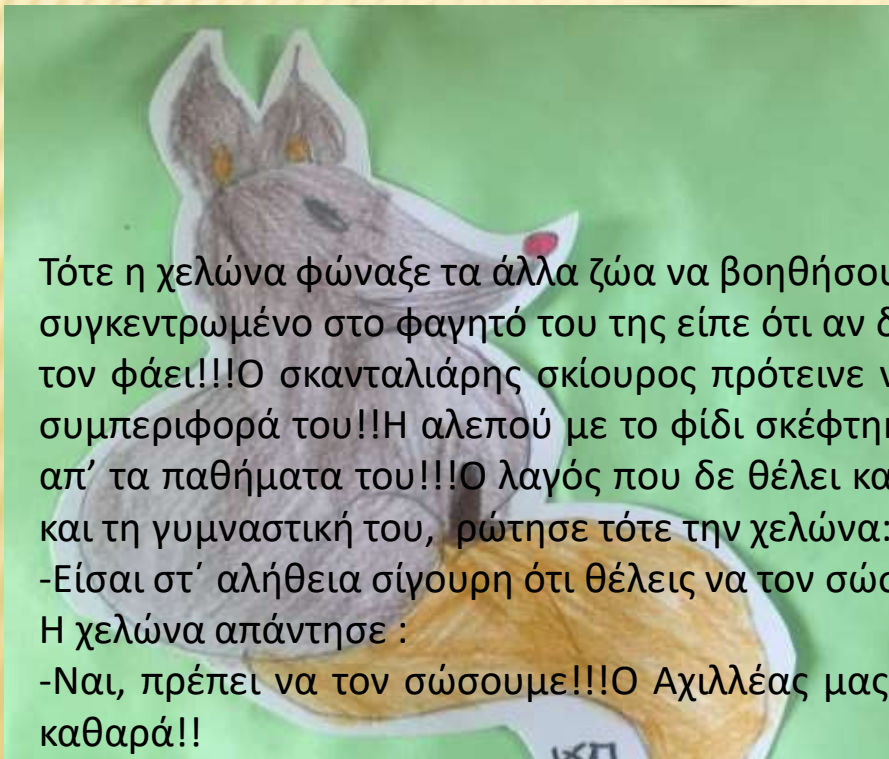 Τότε η χελώνα φώναξε τα άλλα ζώα να βοηθήσου
συγκεντρωμένο στο φαγητό του της είπε ότι αν δ
τον φάει!!!Ο σκανταλιάρης σκίουρος πρότεινε ν
συμπεριφορά του!!Η αλεπού με το φίδι σκέφτη
απ’ τα παθήματα του!!!Ο λαγός που δε θέλει κα
και τη γυμναστική του, ρώτησε τότε την χελώνα:
-Είσαι στ΄ αλήθεια σίγουρη ότι θέλεις να τον σώσ
Η χελώνα απάντησε :
-Ναι, πρέπει να τον σώσουμε!!!Ο Αχιλλέας μας
καθαρά!!